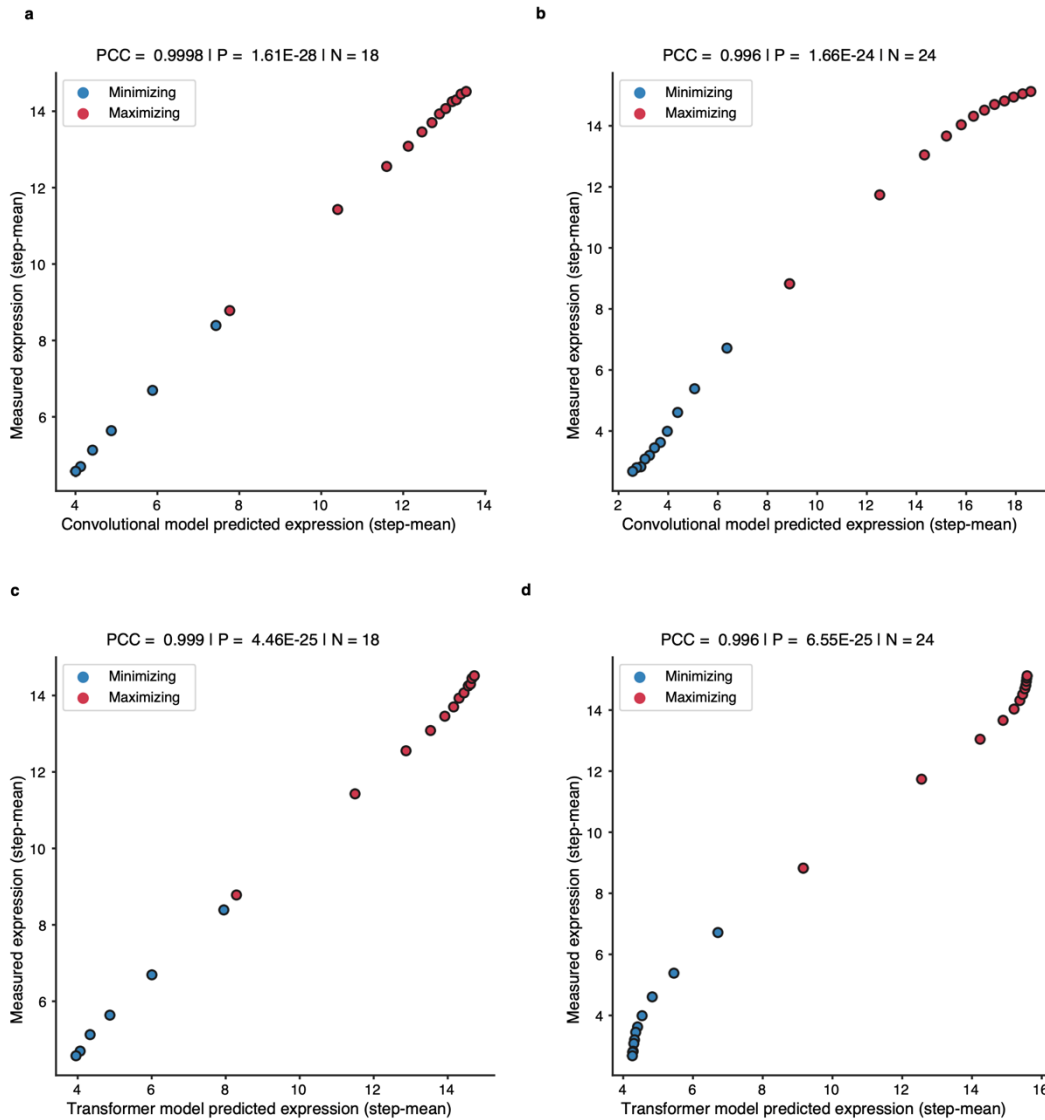 a
PCC = 0.9998 | P = 1.61E-28 | N = 18
Minimizing
Maximizing
14
12
10
8
6
Measured expression (step-mean)
4
6
8
10
12
14
Convolutional model predicted expression (step-mean)
b
PCC = 0.996 | P = 1.66E-24 | N = 24
Minimizing
Maximizing
14
12
10
8
6
4
Measured expression (step-mean)
2
4
6
8
10
12
14
16
18
Convolutional model predicted expression (step-mean)
c
PCC = 0.999 | P = 4.46E-25 | N = 18
Minimizing
Maximizing
14
12
10
8
6
Measured expression (step-mean)
4
6
8
10
12
14
Transformer model predicted expression (step-mean)
d
PCC = 0.996 | P = 6.55E-25 | N = 24
Minimizing
Maximizing
14
12
10
8
6
4
Measured expression (step-mean)
4
6
8
10
12
14
16
Transformer model predicted expression (step-mean)